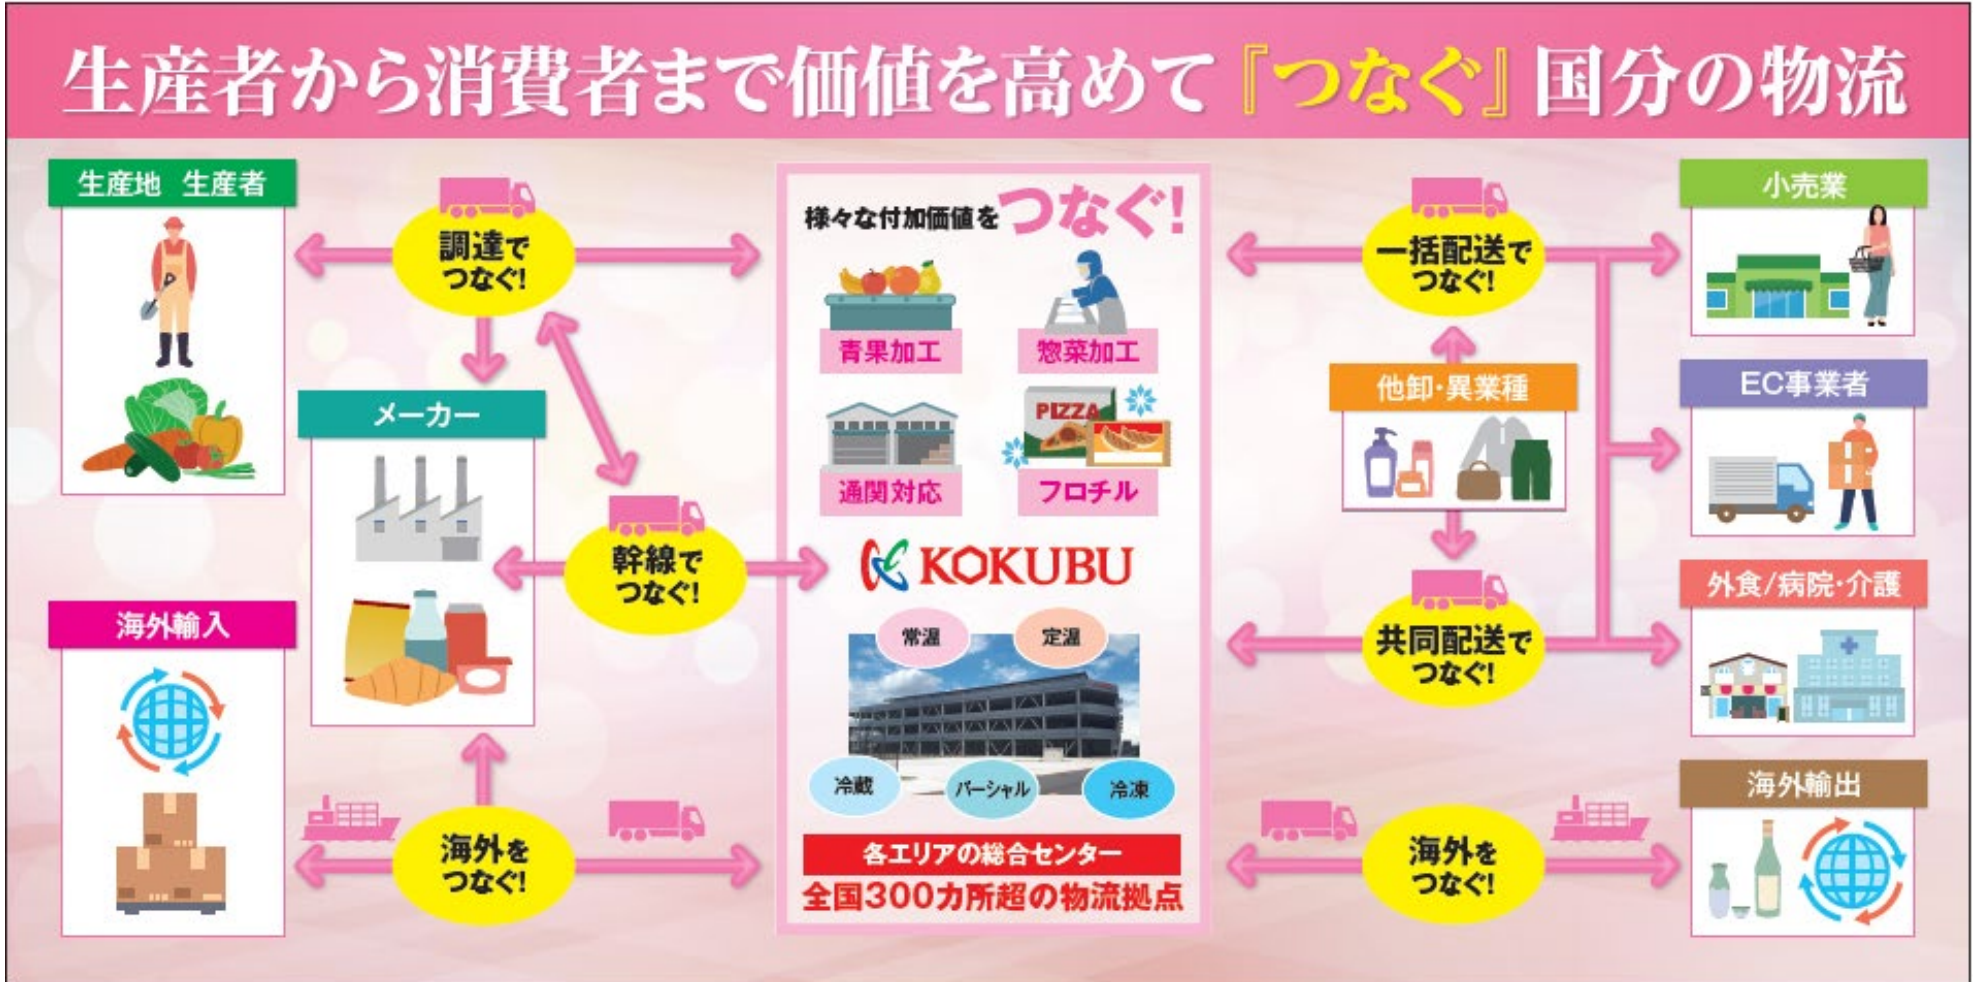 生産者から消費者まで価値を高めて『つなぐ』国分の物流
生産地 生産者
調達で
つなぐ!
メーカー
幹線で
つなぐ!
海外輸入
海外を
つなぐ!
様々な付加価値をつなぐ!
青果加工
惣菜加工
PIZZA
通関対応
フロチル
KOKUBU
常温
定温
冷蔵
パーシャル
冷凍
各エリアの総合センター
全国300カ所超の物流拠点
一括配送で
つなぐ!
他卸・異業種
共同配送で
つなぐ!
海外を
つなぐ!
小売業
EC事業者
外食/病院・介護
海外輸出